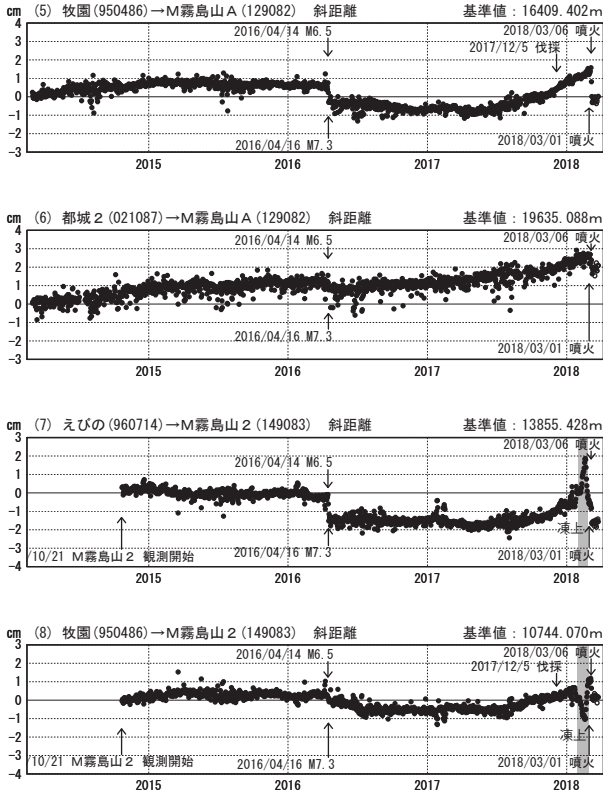 cm (5) 牧園(950486)→M霧島山A(129082) 斜距離 基準値：16409.402m
4
3
2
1
0
-1
-2
-3
2016/04/14 M6.5
2018/03/06 噴火
2017/12/5 伐採
2016/04/16 M7.3
2018/03/01 噴火
2015 2016 2017 2018
cm (6) 都城２(021087)→M霧島山A(129082) 斜距離 基準値：19635.088m
4
3
2
1
0
-1
-2
-3
2016/04/14 M6.5
2018/03/06 噴火
2016/04/16 M7.3
2018/03/01 噴火
2015 2016 2017 2018
cm (7) えびの(960714)→M霧島山２(149083) 斜距離 基準値：13855.428m
3
2
1
0
-1
-2
-3
-4
2016/04/14 M6.5
2018/03/06 噴火
凍上
/10/21 M霧島山２ 観測開始
2016/04/16 M7.3
2018/03/01 噴火
2015 2016 2017 2018
cm (8) 牧園(950486)→M霧島山２(149083) 斜距離 基準値：10744.070m
3
2
1
0
-1
-2
-3
-4
2016/04/14 M6.5
2018/03/06 噴火
2017/12/5 伐採
凍上
/10/21 M霧島山２ 観測開始
2016/04/16 M7.3
2018/03/01 噴火
2015 2016 2017 2018